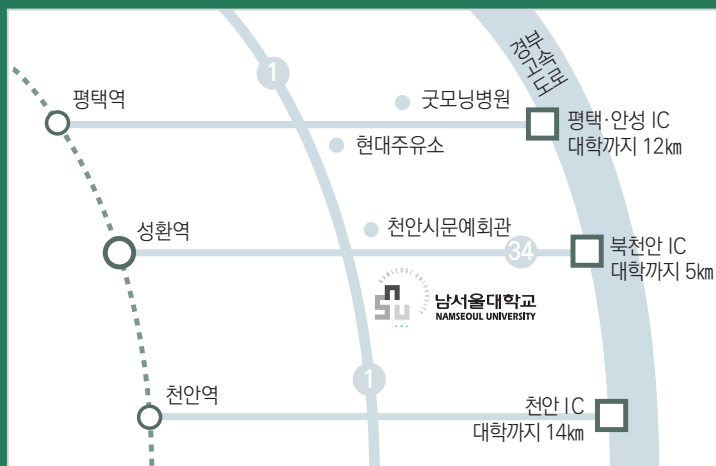 경부
고속
도로
1
굿모닝병원
평택역
평택·안성 IC
대학까지 12㎞
현대주유소
천안시문예회관
성환역
34
북천안 IC
대학까지 5㎞
nsu
남서울대학교
NAMSEOUL UNIVERSITY
1
천안역
천안 IC
대학까지 14㎞